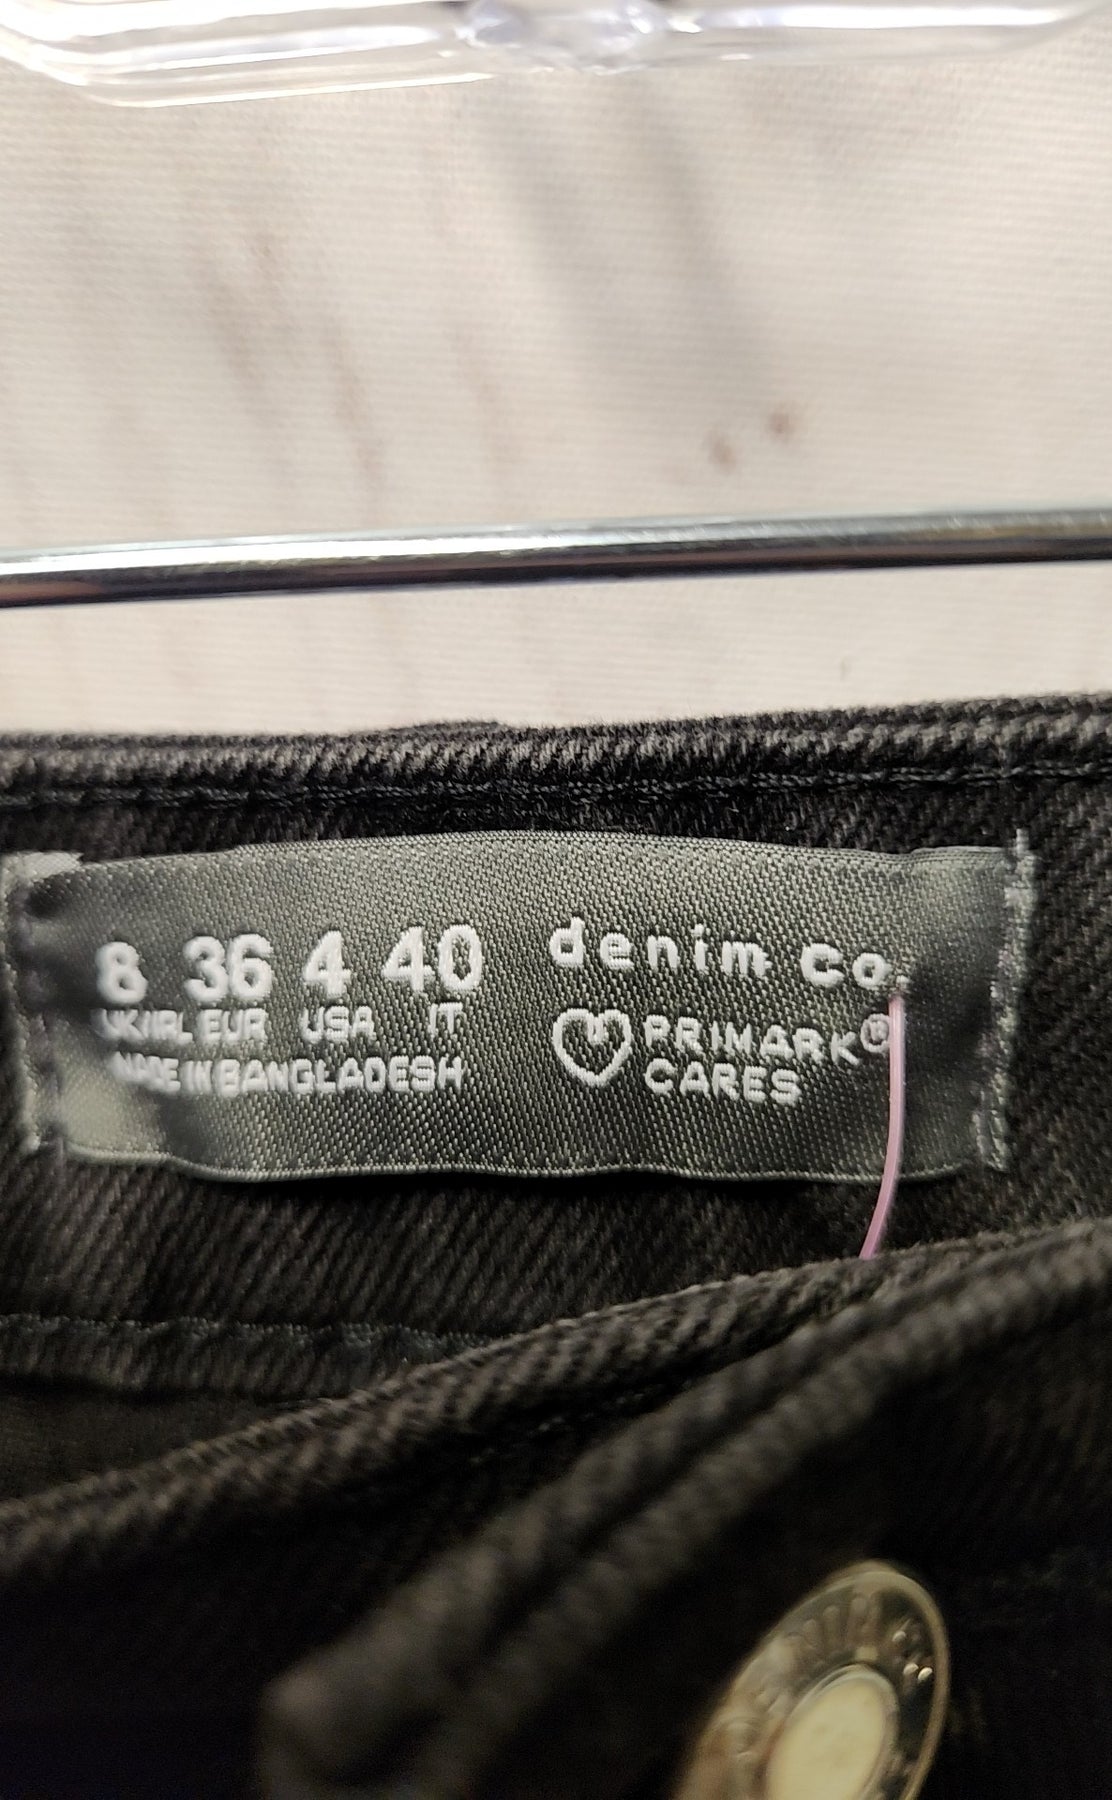 8 36 4 40
UK/IRL EUR USA IT
MADE IN BANGLADESH
denim co.
PRIMARK®
CARES